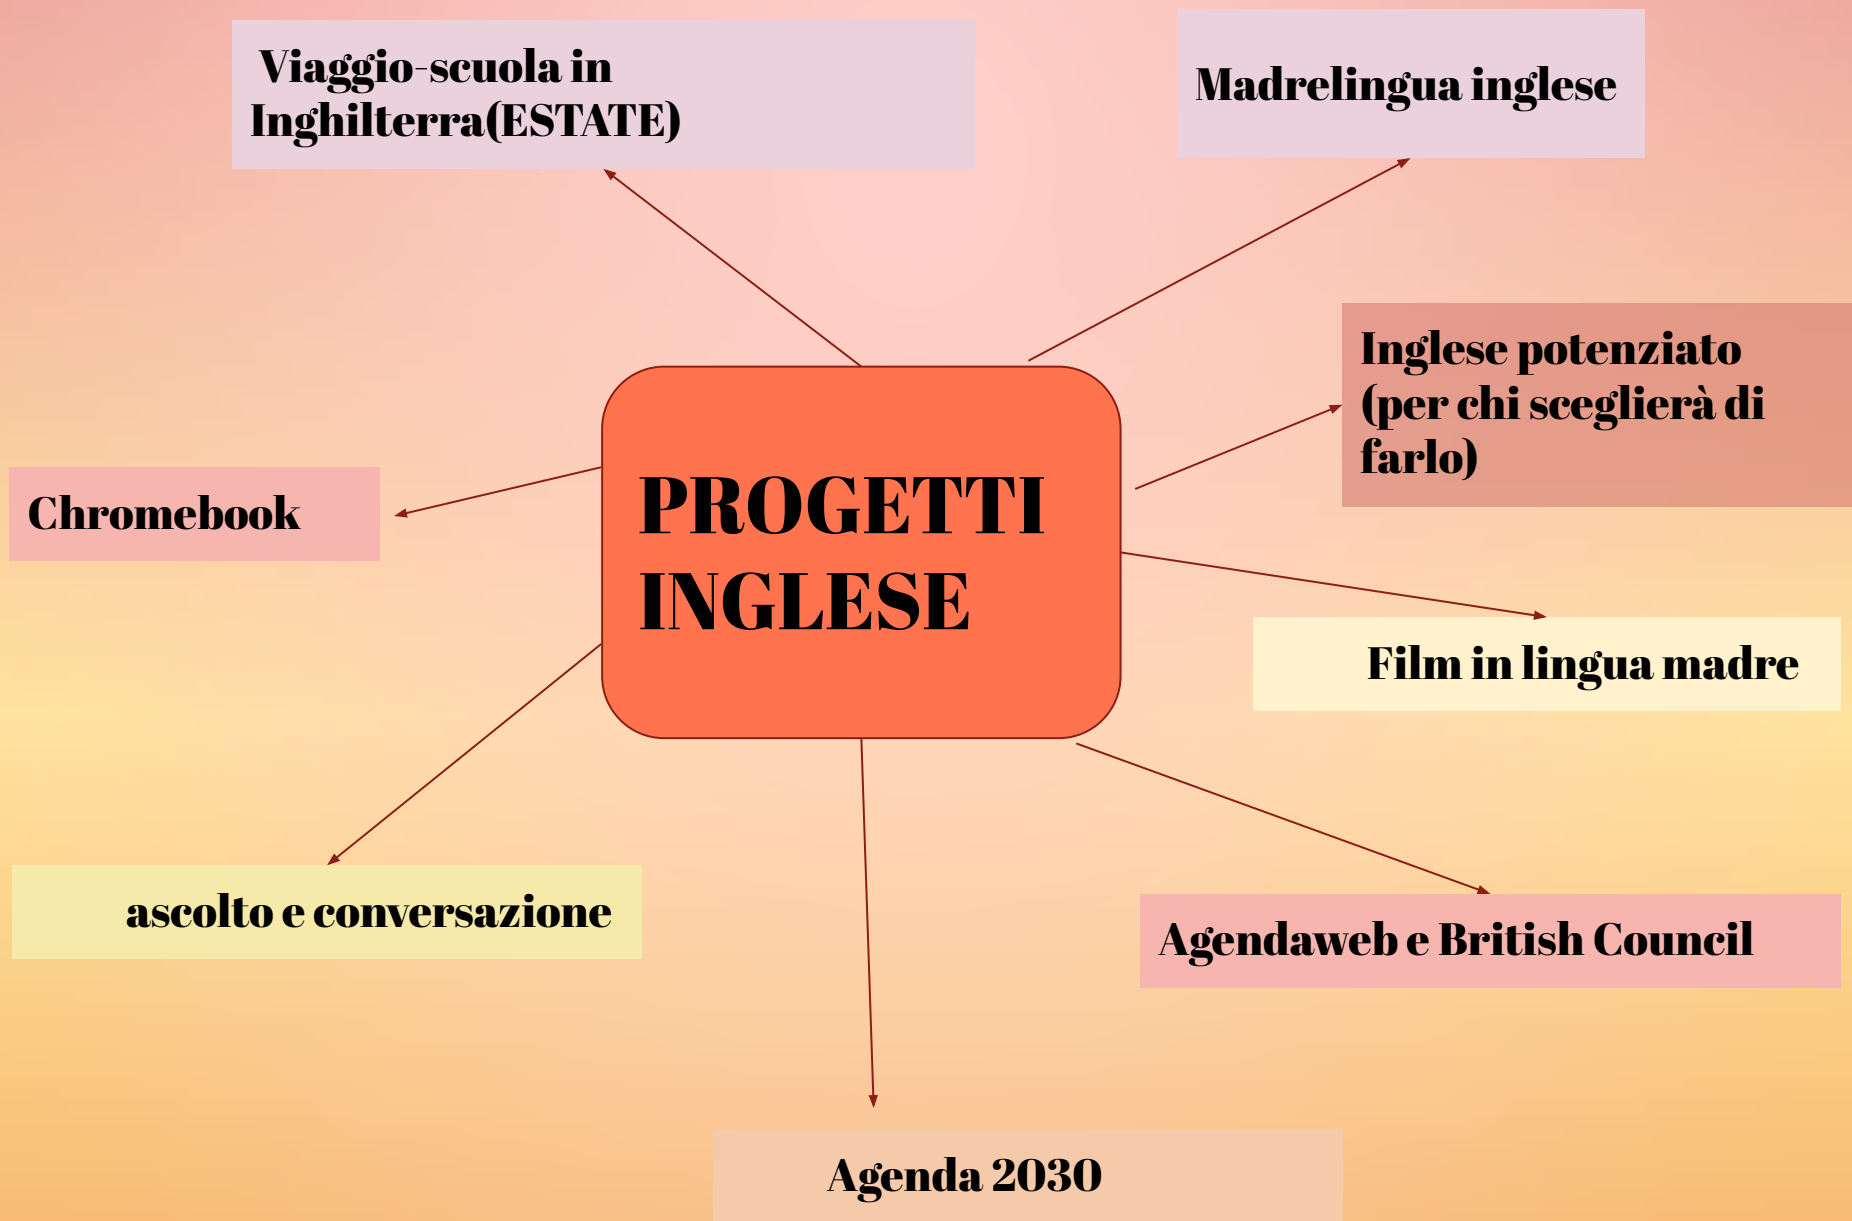 Viaggio-scuola in
Inghilterra(ESTATE)
Madrelingua inglese
Inglese potenziato
(per chi sceglierà di
farlo)
Chromebook
PROGETTI
INGLESE
Film in lingua madre
ascolto e conversazione
Agendaweb e British Council
Agenda 2030